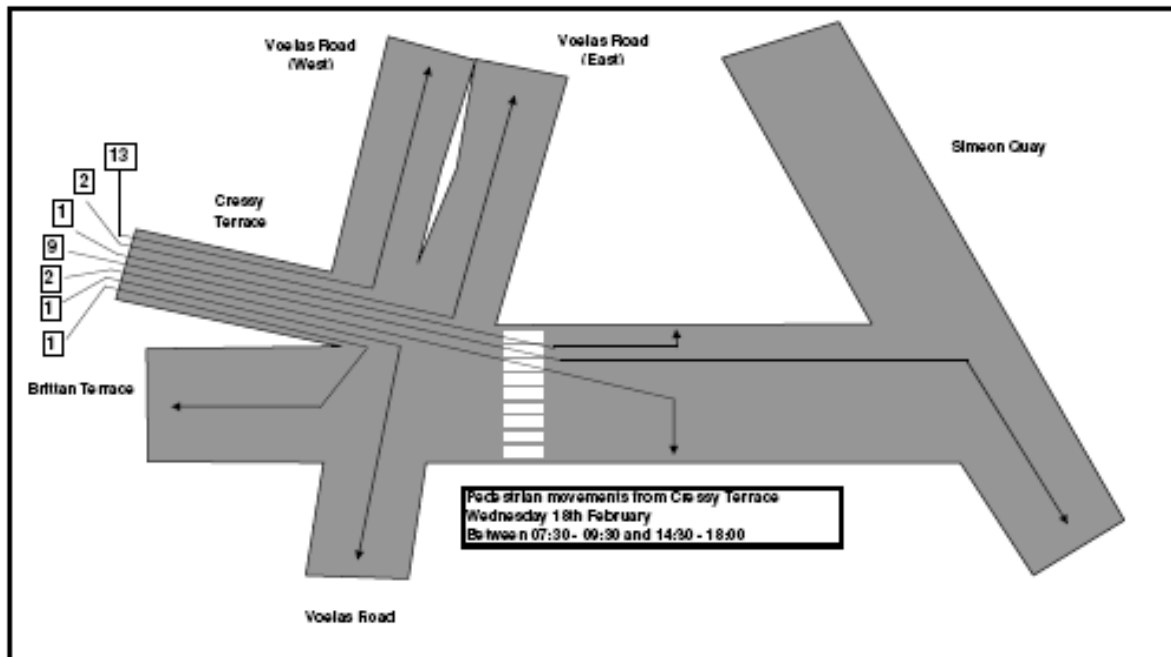 Voelas Road
(West)
Voelas Road
(East)
Simeon Quay
13
2
1
9
2
1
1
Cressy
Terrace
Brittan Terrace
Pedestrian movements from Cressy Terrace
Wednesday 18th February
Between 07:30 - 09:30 and 14:30 - 18:00
Voelas Road